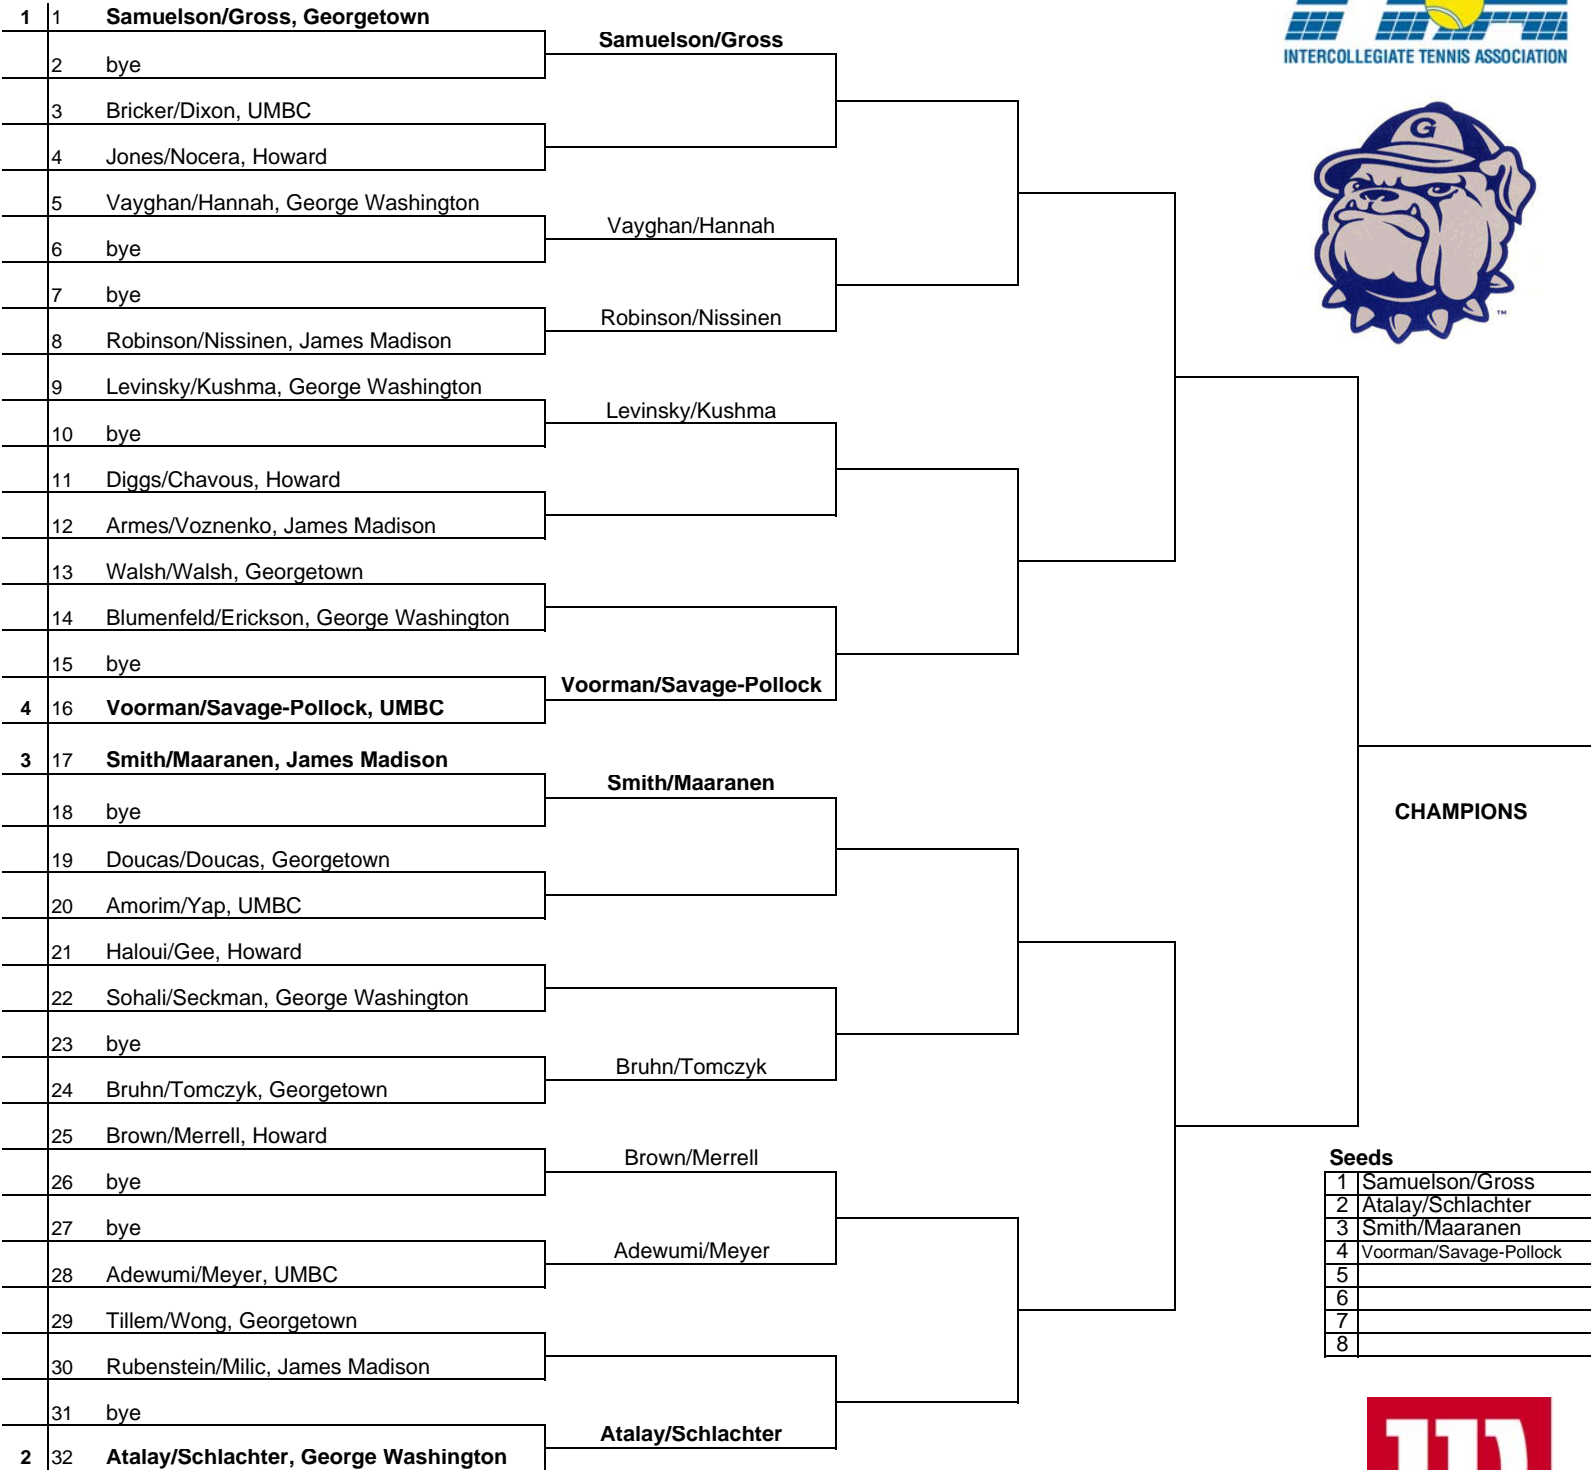 1 1 Samuelson/Gross, Georgetown
Samuelson/Gross
INTERCOLLEGIATE TENNIS ASSOCIATION
2 bye
3 Bricker/Dixon, UMBC
4 Jones/Nocera, Howard
G
5 Vayghan/Hannah, George Washington
Vayghan/Hannah
6 bye
7 bye
Robinson/Nissinen
TM
8 Robinson/Nissinen, James Madison
9 Levinsky/Kushma, George Washington
Levinsky/Kushma
10 bye
11 Diggs/Chavous, Howard
12 Armes/Voznenko, James Madison
13 Walsh/Walsh, Georgetown
14 Blumenfeld/Erickson, George Washington
15 bye
Voorman/Savage-Pollock
4 16 Voorman/Savage-Pollock, UMBC
3 17 Smith/Maaranen, James Madison
Smith/Maaranen
18 bye
CHAMPIONS
19 Doucas/Doucas, Georgetown
20 Amorim/Yap, UMBC
21 Haloui/Gee, Howard
22 Sohali/Seckman, George Washington
23 bye
Bruhn/Tomczyk
24 Bruhn/Tomczyk, Georgetown
25 Brown/Merrell, Howard
Brown/Merrell
26 bye
27 bye
Adewumi/Meyer
28 Adewumi/Meyer, UMBC
29 Tillem/Wong, Georgetown
30 Rubenstein/Milic, James Madison
31 bye
Atalay/Schlachter
2 32 Atalay/Schlachter, George Washington
Seeds
1 Samuelson/Gross
2 Atalay/Schlachter
3 Smith/Maaranen
4 Voorman/Savage-Pollock
5
6
7
8